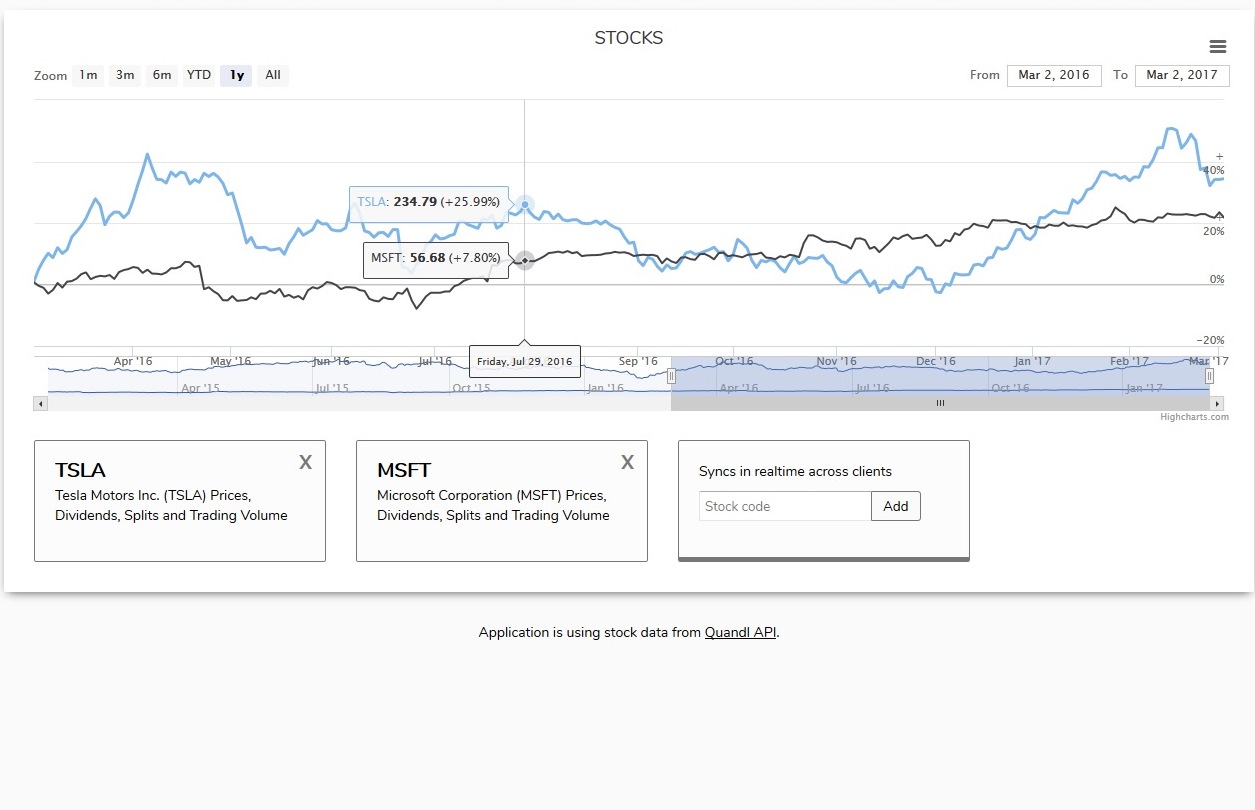 STOCKS
Zoom 1m 3m 6m YTD 1y All
From Mar 2, 2016 To Mar 2, 2017
+
40%
TSLA: 234.79 (+25.99%)
20%
MSFT: 56.68 (+7.80%)
0%
-20%
Apr '16 May '16 Jun '16 Jul '16 Sep '16 Oct '16 Nov '16 Dec '16 Jan '17 Feb '17 Mar '17
Friday, Jul 29, 2016
Apr '15 Jul '15 Oct '15 Jan '16 Apr '16 Jul '16 Oct '16 Jan '17
Highcharts.com
TSLA X
Tesla Motors Inc. (TSLA) Prices,
Dividends, Splits and Trading Volume
MSFT X
Microsoft Corporation (MSFT) Prices,
Dividends, Splits and Trading Volume
Syncs in realtime across clients
Stock code Add
Application is using stock data from Quandl API.